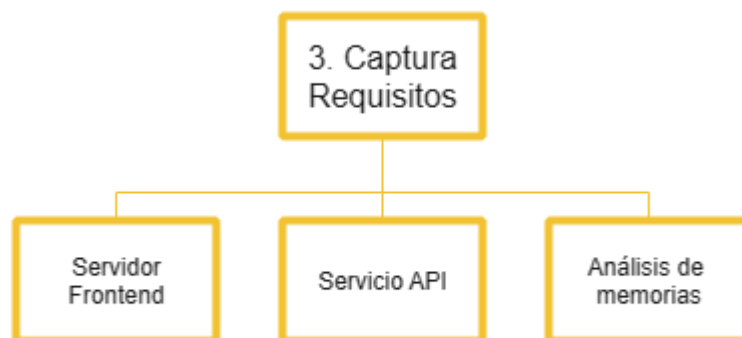 3. Captura
Requisitos
Servidor
Frontend
Servicio API
Análisis de
memorias